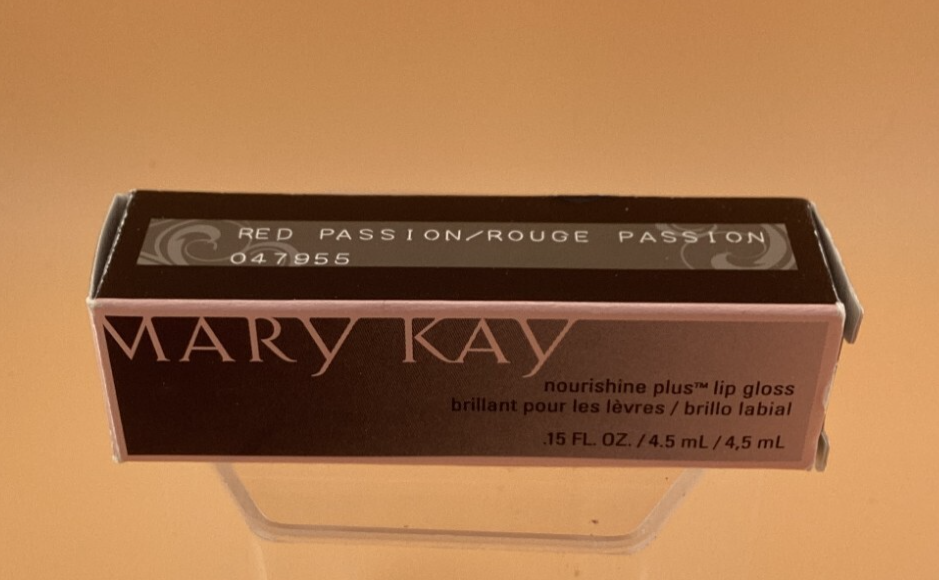 RED PASSION/ROUGE PASSION
047955
MARY KAY
nourishine plus™ lip gloss
brillant pour les lèvres / brillo labial
.15 FL. OZ. / 4.5 mL / 4,5 mL